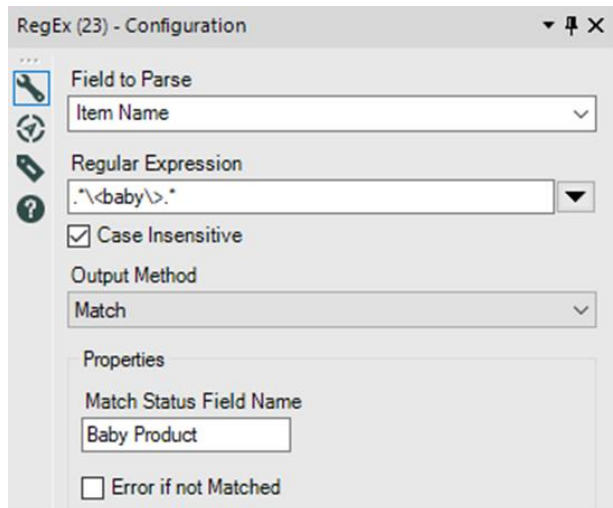 RegEx (23) - Configuration
Field to Parse
Item Name
Regular Expression
.*\<baby\>.*
Case Insensitive
Output Method
Match
Properties
Match Status Field Name
Baby Product
Error if not Matched